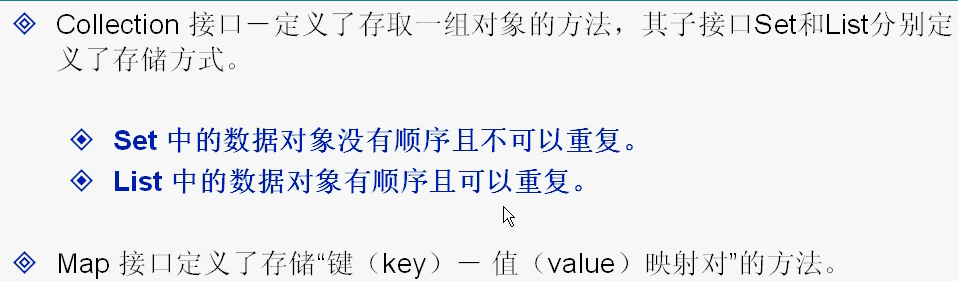 Collection 接口－定义了存取一组对象的方法，其子接口Set和List分别定
义了存储方式。
Set 中的数据对象没有顺序且不可以重复。
List 中的数据对象有顺序且可以重复。
Map 接口定义了存储“键（key）－ 值（value）映射对”的方法。